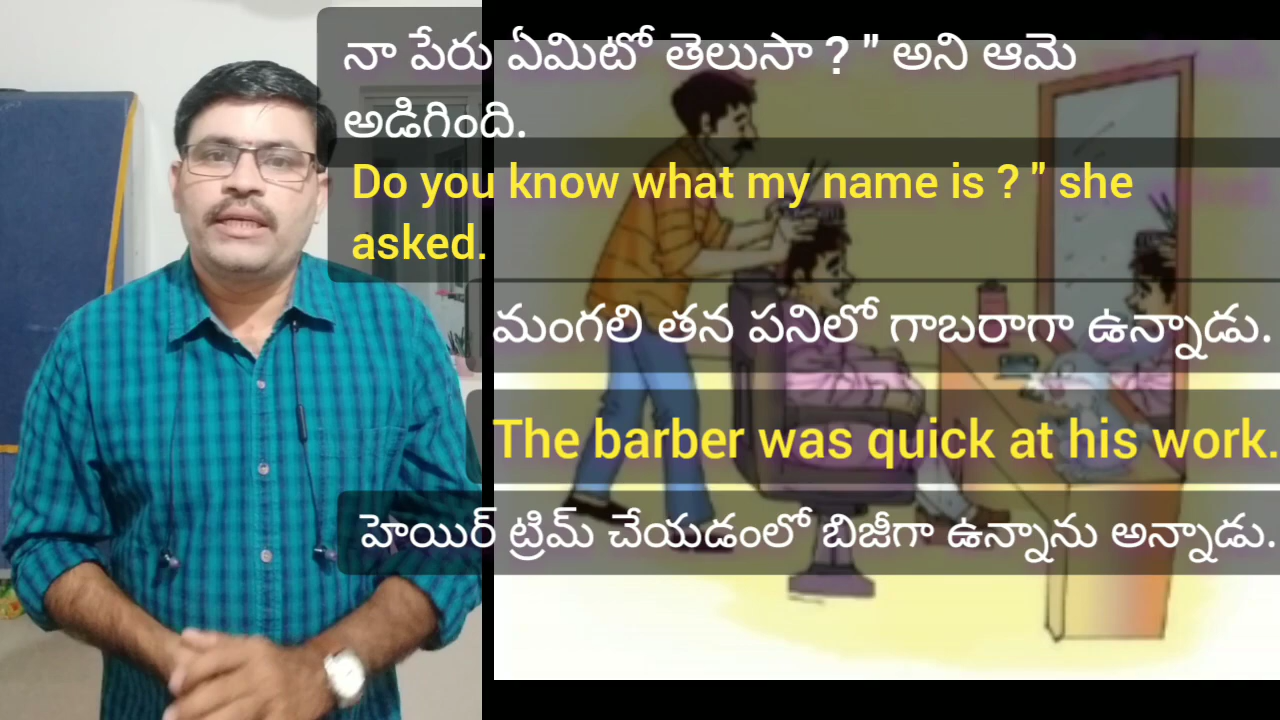 నా పేరు ఏమిటో తెలుసా ? " అని ఆమె
అడిగింది.
Do you know what my name is ? " she
asked.
మంగలి తన పనిలో గాబరాగా ఉన్నాడు.
The barber was quick at his work.
హెయిర్ ట్రిమ్ చేయడంలో బిజీగా ఉన్నాను అన్నాడు.